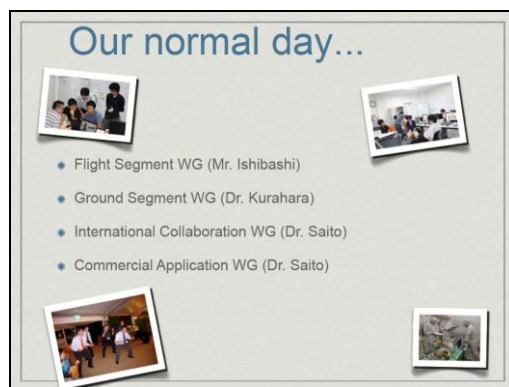 Our normal day...
Flight Segment WG (Mr. Ishibashi)
Ground Segment WG (Dr. Kurahara)
International Collaboration WG (Dr. Saito)
Commercial Application WG (Dr. Saito)